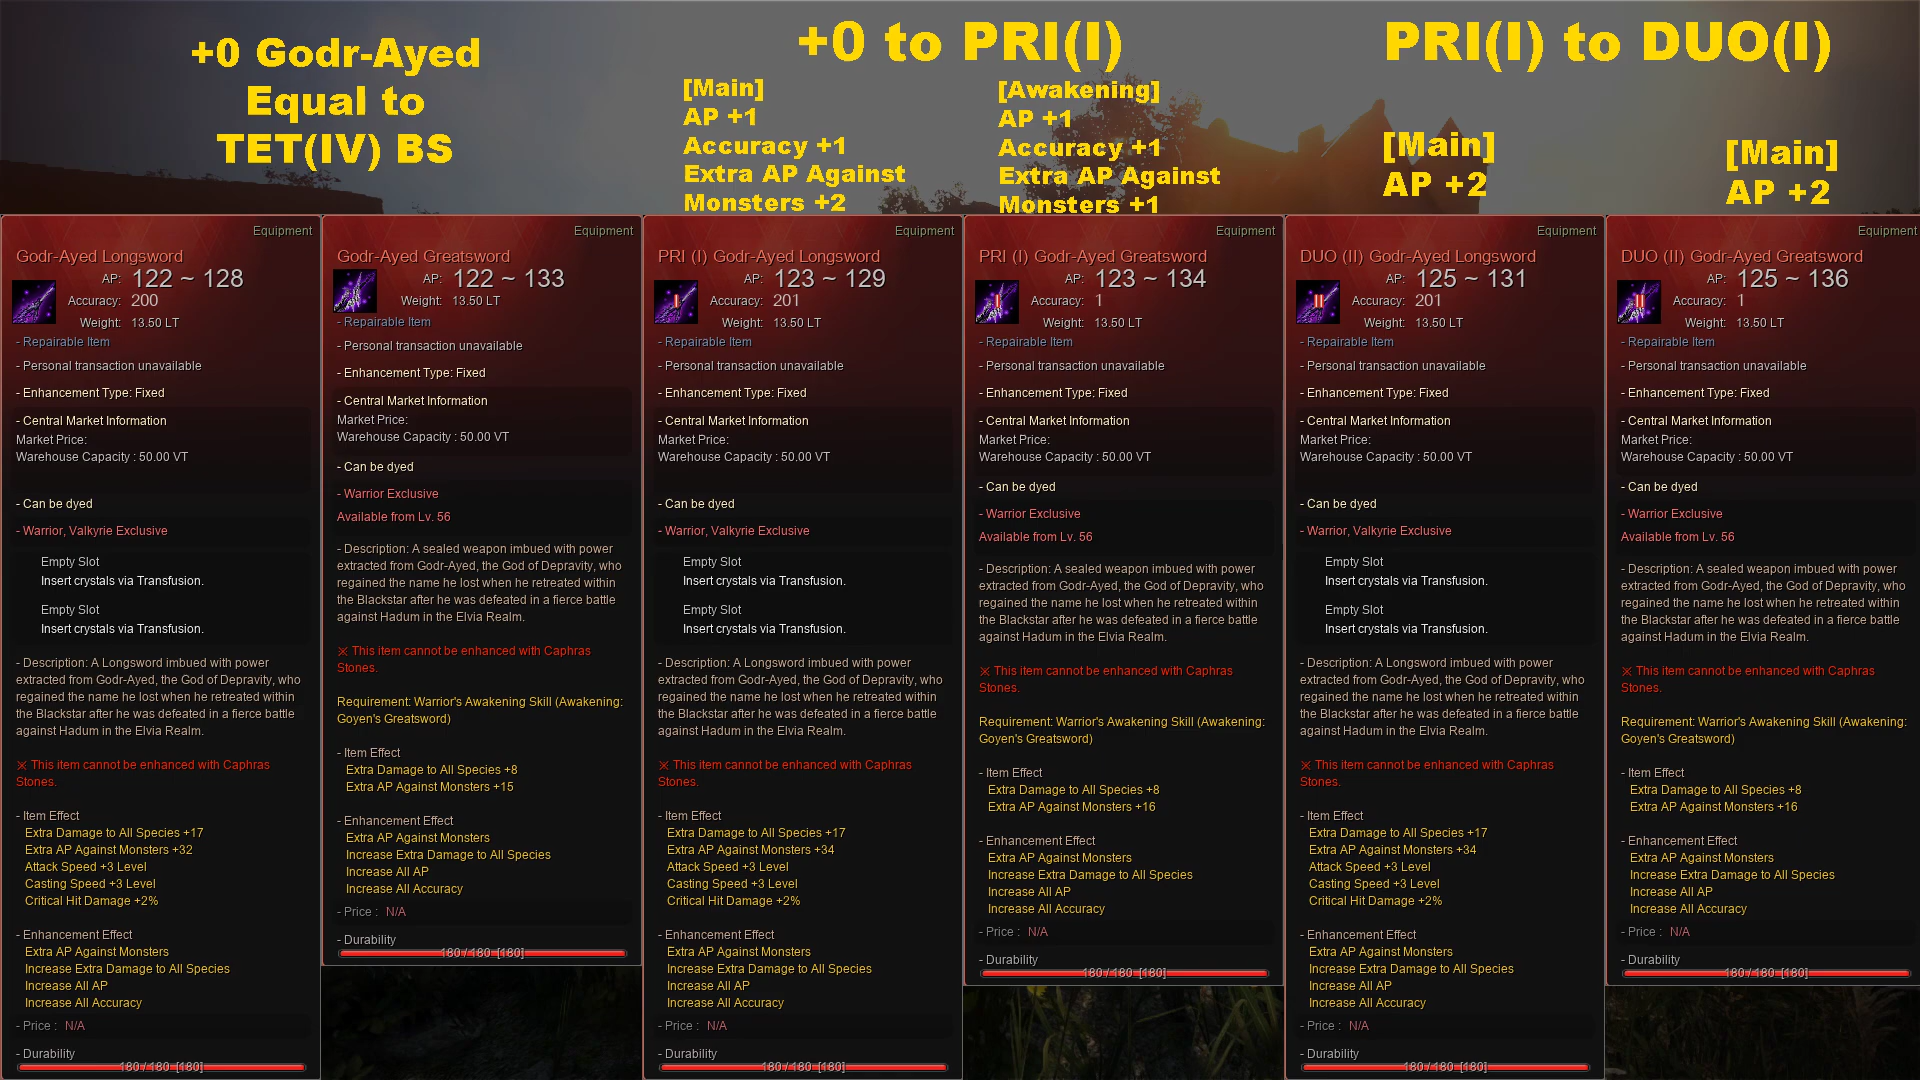 +0 Godr-Ayed
Equal to
TET(IV) BS
+0 to PRI(I)
[Main]
AP +1
Accuracy +1
Extra AP Against
Monsters +2
[Awakening]
AP +1
Accuracy +1
Extra AP Against
Monsters +1
PRI(I) to DUO(I)
[Main]
AP +2
[Main]
AP +2
Equipment
Godr-Ayed Longsword
AP: 122 ~ 128
Accuracy: 200
Weight: 13.50 LT
- Repairable Item
- Personal transaction unavailable
- Enhancement Type: Fixed
- Central Market Information
Market Price:
Warehouse Capacity : 50.00 VT
- Can be dyed
- Warrior, Valkyrie Exclusive
Empty Slot
Insert crystals via Transfusion.
Empty Slot
Insert crystals via Transfusion.
- Description: A Longsword imbued with power
extracted from Godr-Ayed, the God of Depravity, who
regained the name he lost when he retreated within
the Blackstar after he was defeated in a fierce battle
against Hadum in the Elvia Realm.
※ This item cannot be enhanced with Caphras
Stones.
- Item Effect
Extra Damage to All Species +17
Extra AP Against Monsters +32
Attack Speed +3 Level
Casting Speed +3 Level
Critical Hit Damage +2%
- Enhancement Effect
Extra AP Against Monsters
Increase Extra Damage to All Species
Increase All AP
Increase All Accuracy
- Price : N/A
- Durability
180 / 180 [180]
Equipment
Godr-Ayed Greatsword
AP: 122 ~ 133
Weight: 13.50 LT
- Repairable Item
- Personal transaction unavailable
- Enhancement Type: Fixed
- Central Market Information
Market Price:
Warehouse Capacity : 50.00 VT
- Can be dyed
- Warrior Exclusive
Available from Lv. 56
- Description: A sealed weapon imbued with power
extracted from Godr-Ayed, the God of Depravity, who
regained the name he lost when he retreated within
the Blackstar after he was defeated in a fierce battle
against Hadum in the Elvia Realm.
※ This item cannot be enhanced with Caphras
Stones.
Requirement: Warrior's Awakening Skill (Awakening:
Goyen's Greatsword)
- Item Effect
Extra Damage to All Species +8
Extra AP Against Monsters +15
- Enhancement Effect
Extra AP Against Monsters
Increase Extra Damage to All Species
Increase All AP
Increase All Accuracy
- Price : N/A
- Durability
180 / 180 [180]
Equipment
PRI (I) Godr-Ayed Longsword
I
AP: 123 ~ 129
Accuracy: 201
Weight: 13.50 LT
- Repairable Item
- Personal transaction unavailable
- Enhancement Type: Fixed
- Central Market Information
Market Price:
Warehouse Capacity : 50.00 VT
- Can be dyed
- Warrior, Valkyrie Exclusive
Empty Slot
Insert crystals via Transfusion.
Empty Slot
Insert crystals via Transfusion.
- Description: A Longsword imbued with power
extracted from Godr-Ayed, the God of Depravity, who
regained the name he lost when he retreated within
the Blackstar after he was defeated in a fierce battle
against Hadum in the Elvia Realm.
※ This item cannot be enhanced with Caphras
Stones.
- Item Effect
Extra Damage to All Species +17
Extra AP Against Monsters +34
Attack Speed +3 Level
Casting Speed +3 Level
Critical Hit Damage +2%
- Enhancement Effect
Extra AP Against Monsters
Increase Extra Damage to All Species
Increase All AP
Increase All Accuracy
- Price : N/A
- Durability
180 / 180 [180]
Equipment
PRI (I) Godr-Ayed Greatsword
I
AP: 123 ~ 134
Accuracy: 1
Weight: 13.50 LT
- Repairable Item
- Personal transaction unavailable
- Enhancement Type: Fixed
- Central Market Information
Market Price:
Warehouse Capacity : 50.00 VT
- Can be dyed
- Warrior Exclusive
Available from Lv. 56
- Description: A sealed weapon imbued with power
extracted from Godr-Ayed, the God of Depravity, who
regained the name he lost when he retreated within
the Blackstar after he was defeated in a fierce battle
against Hadum in the Elvia Realm.
※ This item cannot be enhanced with Caphras
Stones.
Requirement: Warrior's Awakening Skill (Awakening:
Goyen's Greatsword)
- Item Effect
Extra Damage to All Species +8
Extra AP Against Monsters +16
- Enhancement Effect
Extra AP Against Monsters
Increase Extra Damage to All Species
Increase All AP
Increase All Accuracy
- Price : N/A
- Durability
180 / 180 [180]
Equipment
DUO (II) Godr-Ayed Longsword
II
AP: 125 ~ 131
Accuracy: 201
Weight: 13.50 LT
- Repairable Item
- Personal transaction unavailable
- Enhancement Type: Fixed
- Central Market Information
Market Price:
Warehouse Capacity : 50.00 VT
- Can be dyed
- Warrior, Valkyrie Exclusive
Empty Slot
Insert crystals via Transfusion.
Empty Slot
Insert crystals via Transfusion.
- Description: A Longsword imbued with power
extracted from Godr-Ayed, the God of Depravity, who
regained the name he lost when he retreated within
the Blackstar after he was defeated in a fierce battle
against Hadum in the Elvia Realm.
※ This item cannot be enhanced with Caphras
Stones.
- Item Effect
Extra Damage to All Species +17
Extra AP Against Monsters +34
Attack Speed +3 Level
Casting Speed +3 Level
Critical Hit Damage +2%
- Enhancement Effect
Extra AP Against Monsters
Increase Extra Damage to All Species
Increase All AP
Increase All Accuracy
- Price : N/A
- Durability
180 / 180 [180]
Equipment
DUO (II) Godr-Ayed Greatsword
II
AP: 125 ~ 136
Accuracy: 1
Weight: 13.50 LT
- Repairable Item
- Personal transaction unavailable
- Enhancement Type: Fixed
- Central Market Information
Market Price:
Warehouse Capacity : 50.00 VT
- Can be dyed
- Warrior Exclusive
Available from Lv. 56
- Description: A sealed weapon imbued with power
extracted from Godr-Ayed, the God of Depravity, who
regained the name he lost when he retreated within
the Blackstar after he was defeated in a fierce battle
against Hadum in the Elvia Realm.
※ This item cannot be enhanced with Caphras
Stones.
Requirement: Warrior's Awakening Skill (Awakening:
Goyen's Greatsword)
- Item Effect
Extra Damage to All Species +8
Extra AP Against Monsters +16
- Enhancement Effect
Extra AP Against Monsters
Increase Extra Damage to All Species
Increase All AP
Increase All Accuracy
- Price : N/A
- Durability
180 / 180 [180]